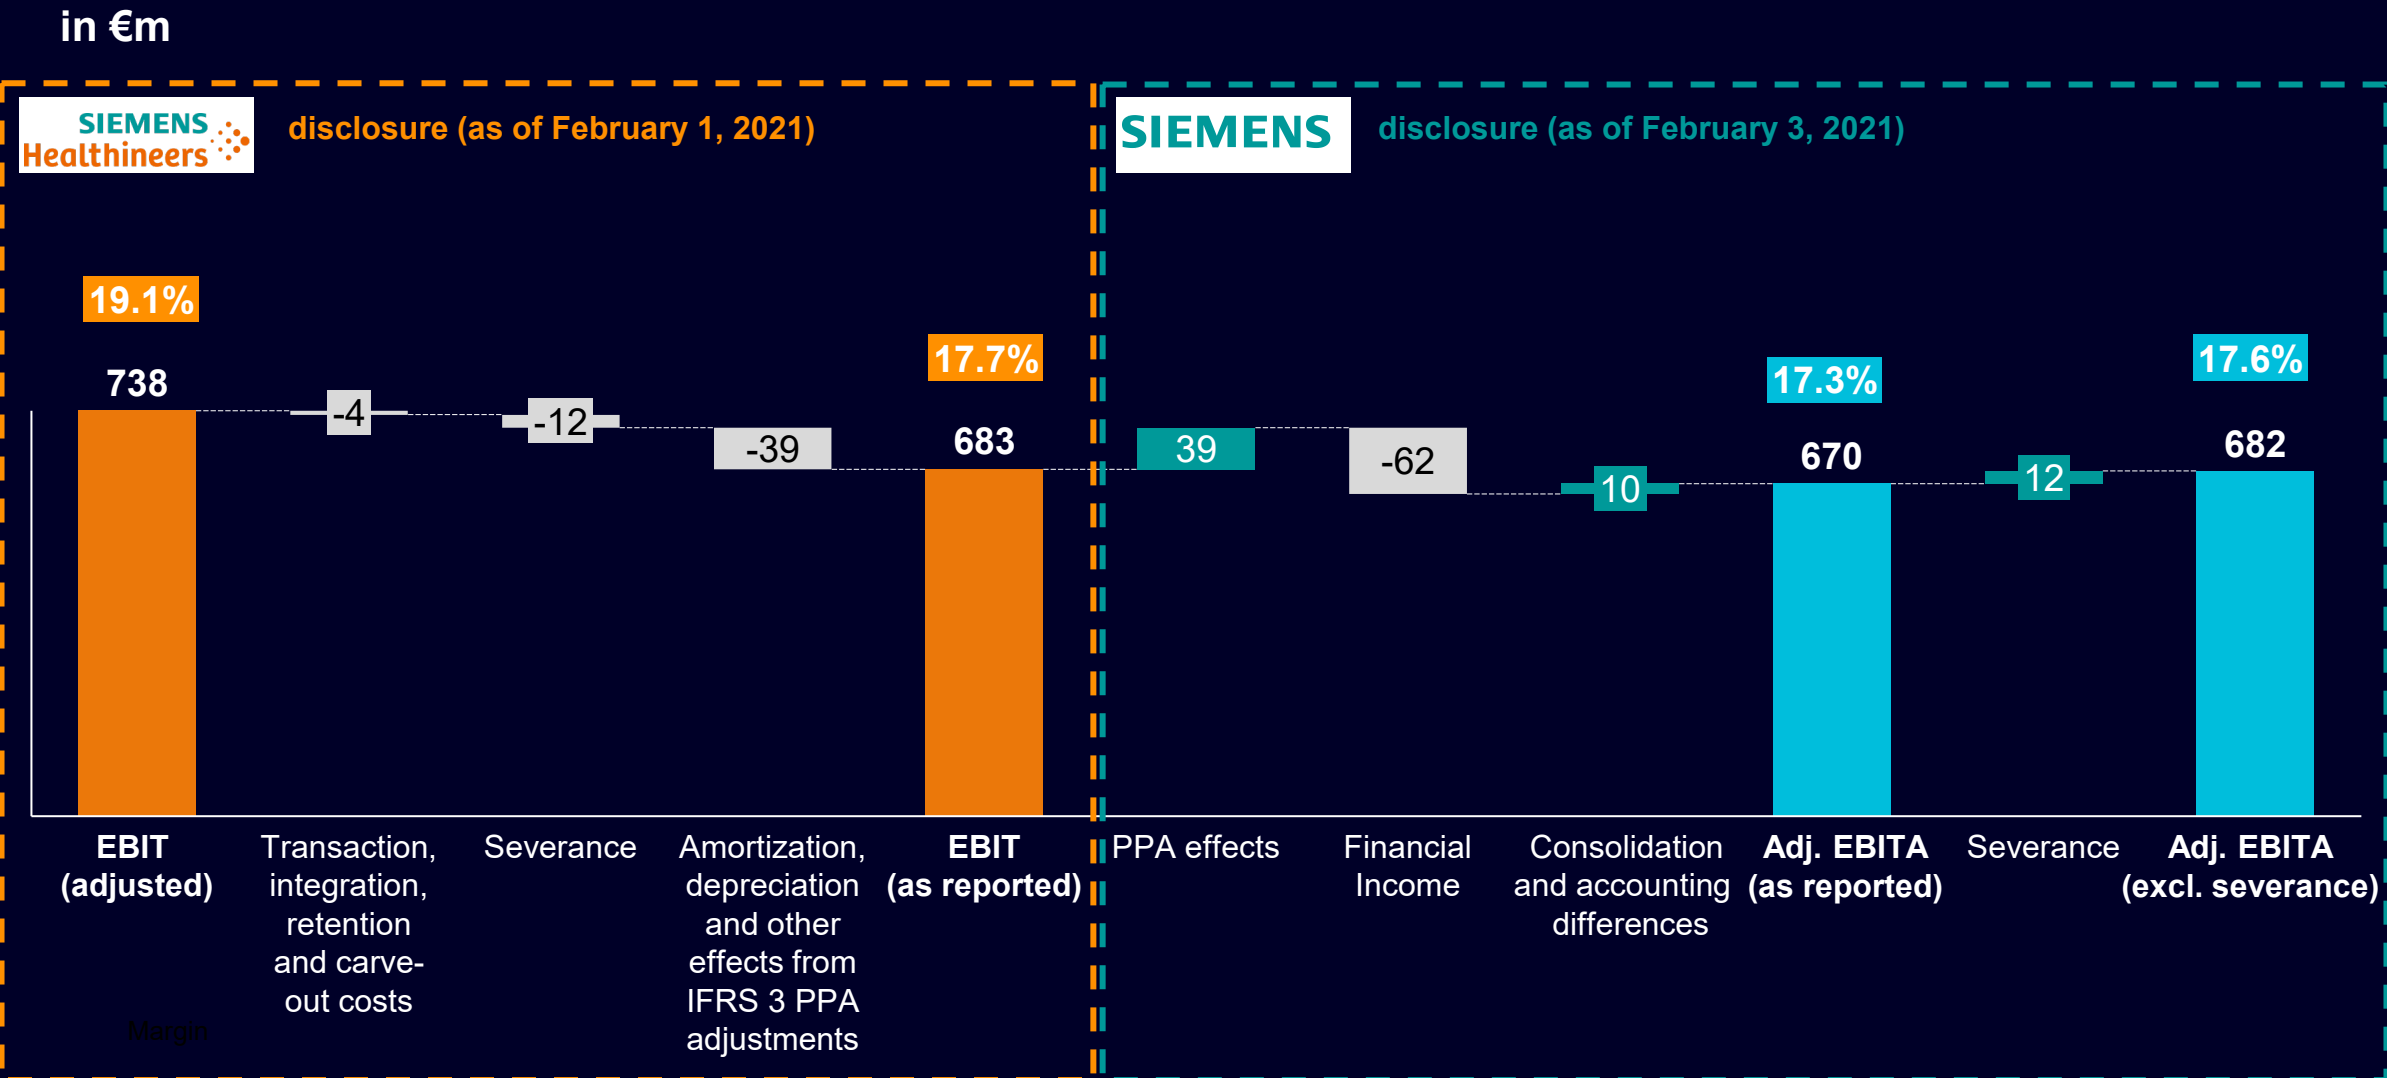 in €m
SIEMENS
Healthineers
disclosure (as of February 1, 2021)
SIEMENS
disclosure (as of February 3, 2021)
19.1%
738
-4
-12
-39
17.7%
683
39
-62
10
17.3%
670
12
17.6%
682
EBIT
(adjusted)
Transaction,
integration,
retention
and carve-
out costs
Severance
Amortization,
depreciation
and other
effects from
IFRS 3 PPA
adjustments
EBIT
(as reported)
PPA effects
Financial
Income
Consolidation
and accounting
differences
Adj. EBITA
(as reported)
Severance
Adj. EBITA
(excl. severance)
Margin